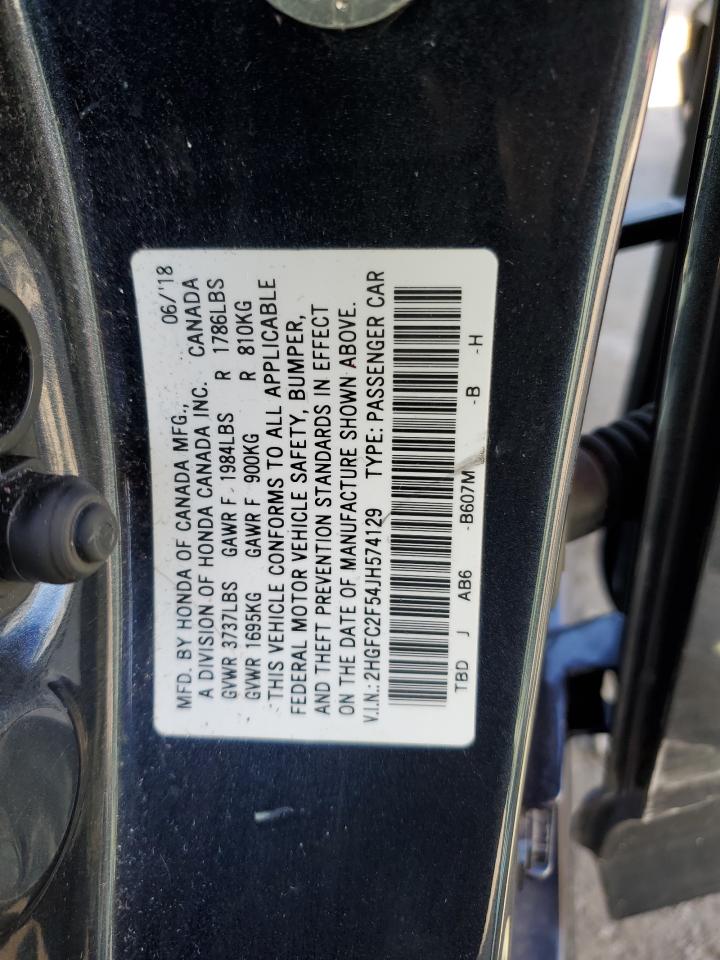 MFD. BY HONDA OF CANADA MFG., 06/'18
A DIVISION OF HONDA CANADA INC. CANADA
GVWR 3737LBS GAWR F 1984LBS R 1786LBS
GVWR 1695KG GAWR F 900KG R 810KG
THIS VEHICLE CONFORMS TO ALL APPLICABLE
FEDERAL MOTOR VEHICLE SAFETY, BUMPER,
AND THEFT PREVENTION STANDARDS IN EFFECT
ON THE DATE OF MANUFACTURE SHOWN ABOVE.
V.I.N.: 2HGFC2F54JH574129 TYPE: PASSENGER CAR
TBD J AB6 -B607M -B -H